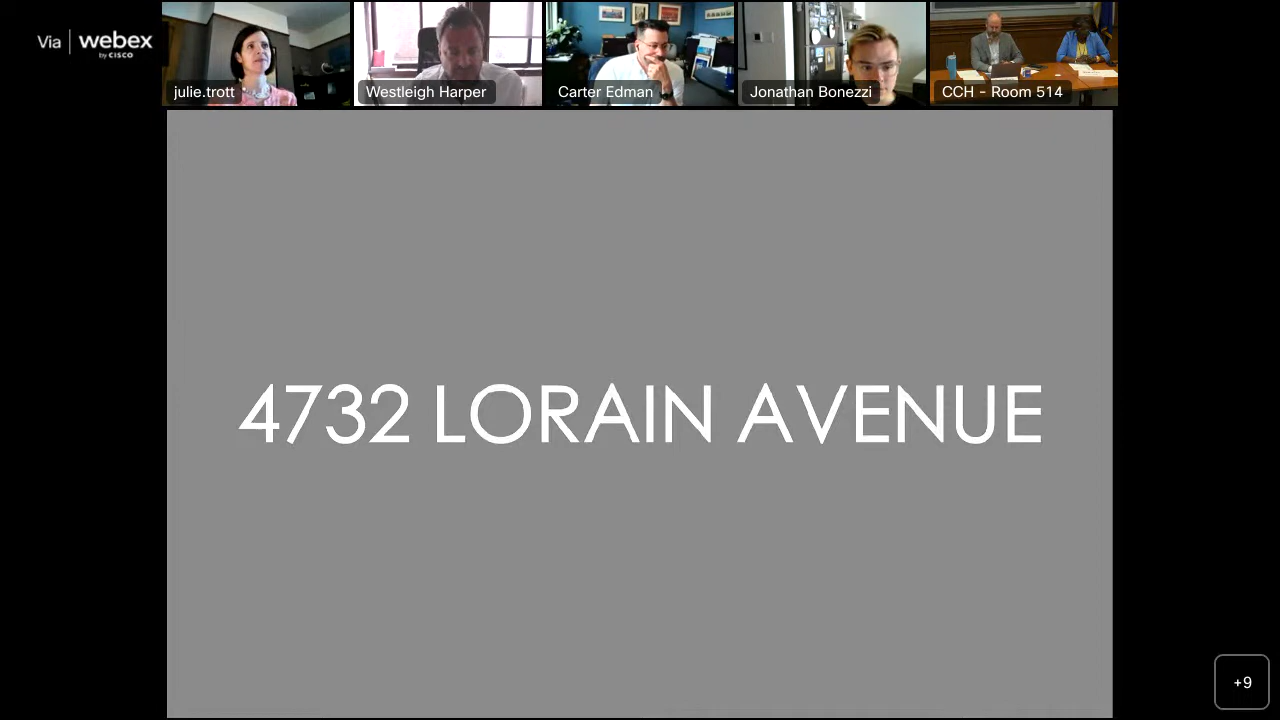 Via
webex
by CISCO
julie.trott
Westleigh Harper
Carter Edman
Jonathan Bonezzi
CCH - Room 514
4732 LORAIN AVENUE
+9